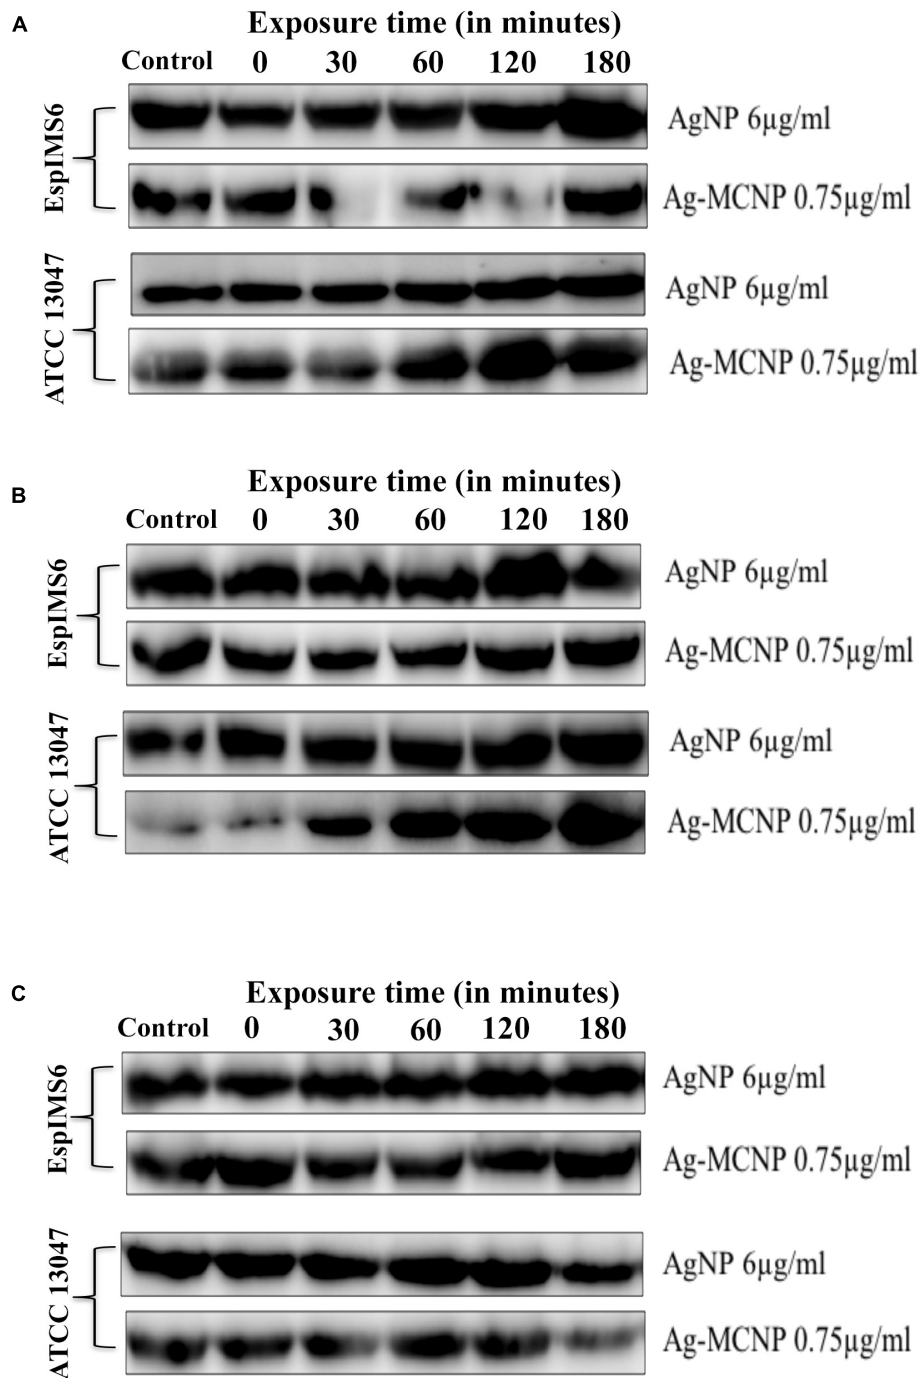 A
Exposure time (in minutes)
Control 0 30 60 120 180
EspIMS6
AgNP 6µg/ml
Ag-MCNP 0.75µg/ml
ATCC 13047
AgNP 6µg/ml
Ag-MCNP 0.75µg/ml
B
Exposure time (in minutes)
Control 0 30 60 120 180
EspIMS6
AgNP 6µg/ml
Ag-MCNP 0.75µg/ml
ATCC 13047
AgNP 6µg/ml
Ag-MCNP 0.75µg/ml
C
Exposure time (in minutes)
Control 0 30 60 120 180
EspIMS6
AgNP 6µg/ml
Ag-MCNP 0.75µg/ml
ATCC 13047
AgNP 6µg/ml
Ag-MCNP 0.75µg/ml